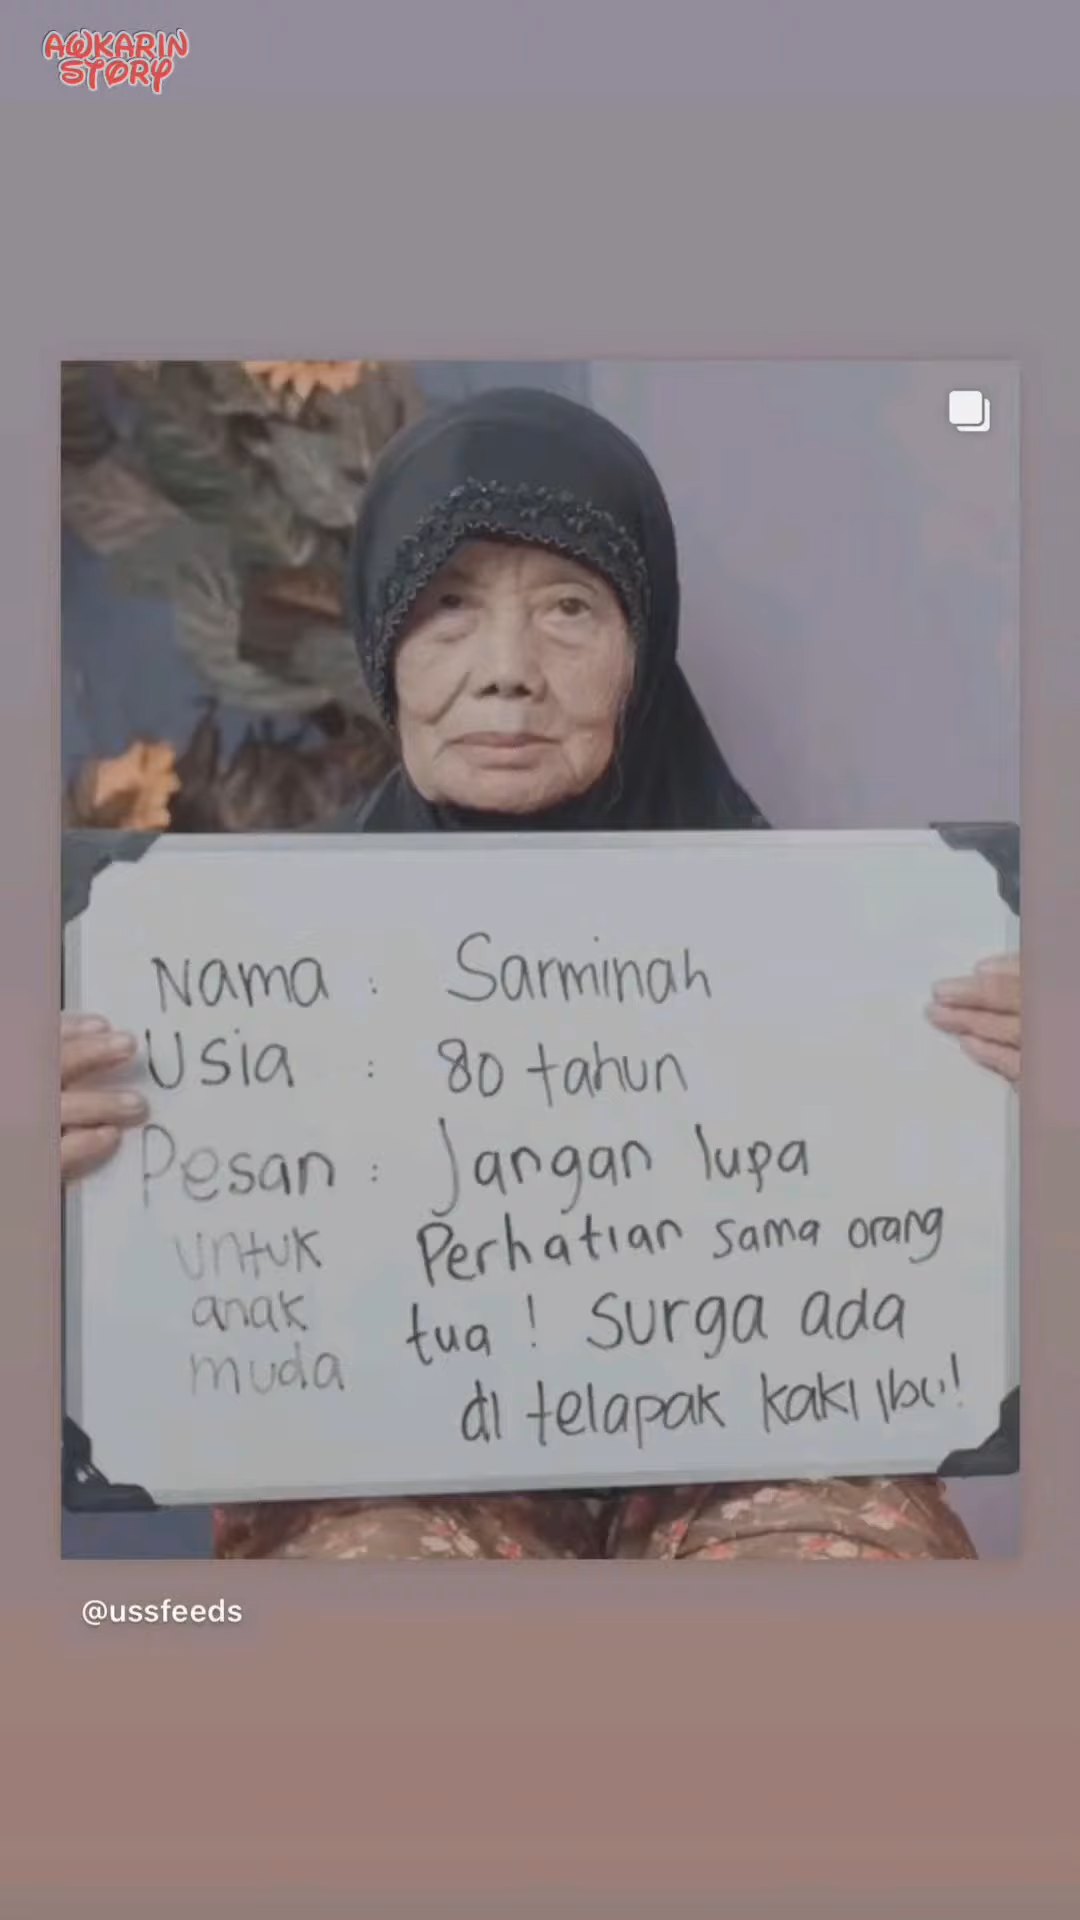 AWKARIN
STORY
Nama : Sarminah
Usia : 80 tahun
Pesan : Jangan lupa
untuk Perhatian sama orang
anak tua ! Surga ada
muda di telapak kaki ibu!
@ussfeeds